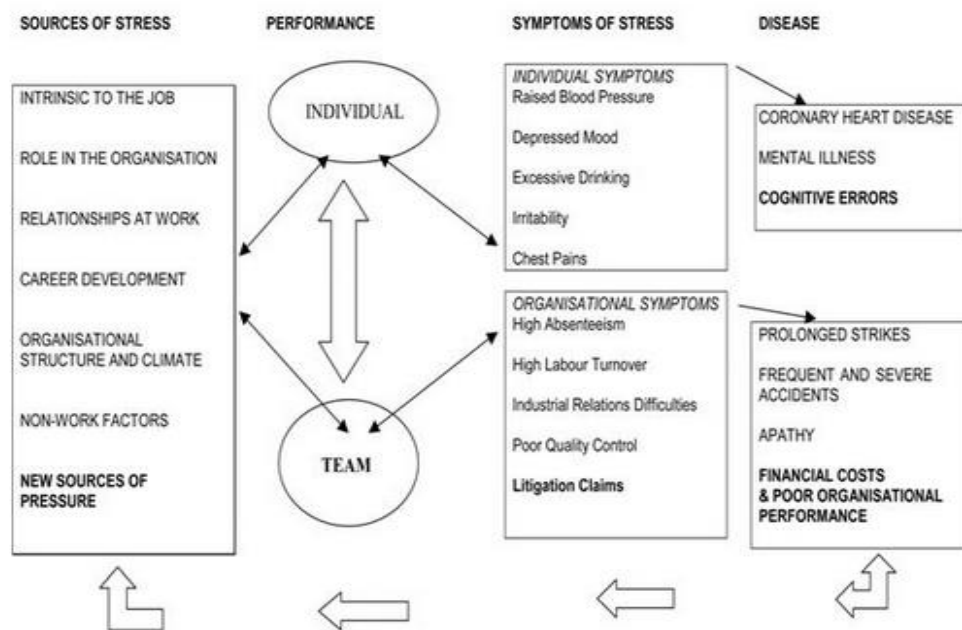 SOURCES OF STRESS
PERFORMANCE
SYMPTOMS OF STRESS
DISEASE
INTRINSIC TO THE JOB
ROLE IN THE ORGANISATION
RELATIONSHIPS AT WORK
CAREER DEVELOPMENT
ORGANISATIONAL
STRUCTURE AND CLIMATE
NON-WORK FACTORS
NEW SOURCES OF
PRESSURE
INDIVIDUAL
TEAM
INDIVIDUAL SYMPTOMS
Raised Blood Pressure
Depressed Mood
Excessive Drinking
Irritability
Chest Pains
ORGANISATIONAL SYMPTOMS
High Absenteeism
High Labour Turnover
Industrial Relations Difficulties
Poor Quality Control
Litigation Claims
CORONARY HEART DISEASE
MENTAL ILLNESS
COGNITIVE ERRORS
PROLONGED STRIKES
FREQUENT AND SEVERE
ACCIDENTS
APATHY
FINANCIAL COSTS
& POOR ORGANISATIONAL
PERFORMANCE